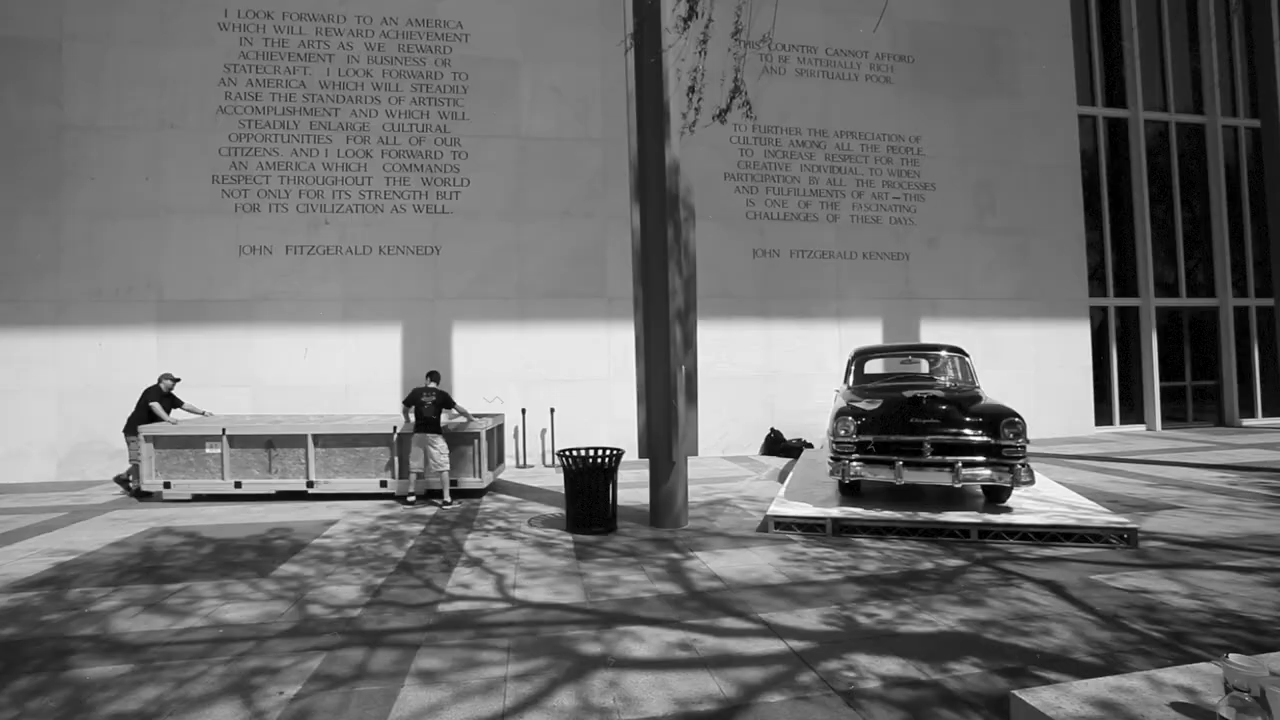 I LOOK FORWARD TO AN AMERICA
WHICH WILL REWARD ACHIEVEMENT
IN THE ARTS AS WE REWARD
ACHIEVEMENT IN BUSINESS OR
STATECRAFT. I LOOK FORWARD TO
AN AMERICA WHICH WILL STEADILY
RAISE THE STANDARDS OF ARTISTIC
ACCOMPLISHMENT AND WHICH WILL
STEADILY ENLARGE CULTURAL
OPPORTUNITIES FOR ALL OF OUR
CITIZENS. AND I LOOK FORWARD TO
AN AMERICA WHICH COMMANDS
RESPECT THROUGHOUT THE WORLD
NOT ONLY FOR ITS STRENGTH BUT
FOR ITS CIVILIZATION AS WELL.
JOHN FITZGERALD KENNEDY
THIS COUNTRY CANNOT AFFORD
TO BE MATERIALLY RICH
AND SPIRITUALLY POOR.
TO FURTHER THE APPRECIATION OF
CULTURE AMONG ALL THE PEOPLE,
TO INCREASE RESPECT FOR THE
CREATIVE INDIVIDUAL, TO WIDEN
PARTICIPATION BY ALL THE PROCESSES
AND FULFILLMENTS OF ART—THIS
IS ONE OF THE FASCINATING
CHALLENGES OF THESE DAYS.
JOHN FITZGERALD KENNEDY
Chrysler